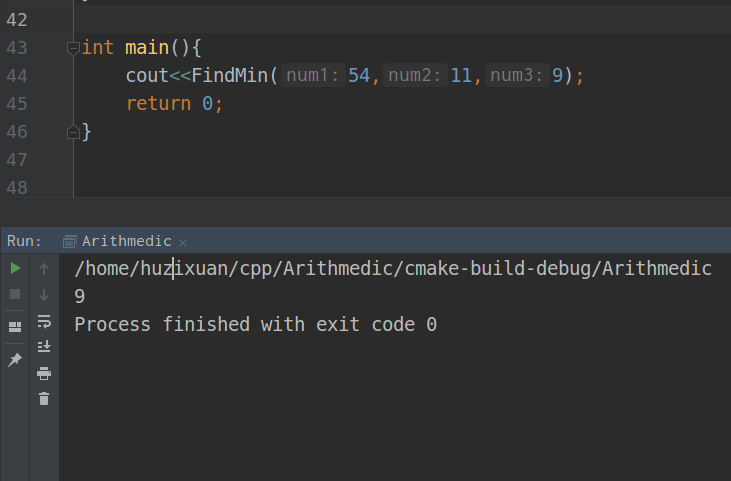 42
43 int main(){
44 cout<<FindMin( num1: 54, num2: 11, num3: 9);
45 return 0;
46 }
47
48
Run: Arithmedic ×
/home/huzixuan/cpp/Arithmedic/cmake-build-debug/Arithmedic
9
Process finished with exit code 0